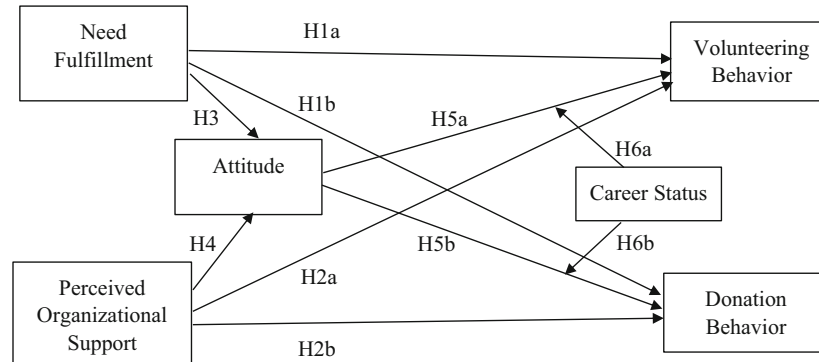 Need
Fulfillment
H1a
Volunteering
Behavior
H3
H1b
H5a
Attitude
H6a
Career Status
H4
H5b
H6b
Perceived
Organizational
Support
H2a
H2b
Donation
Behavior